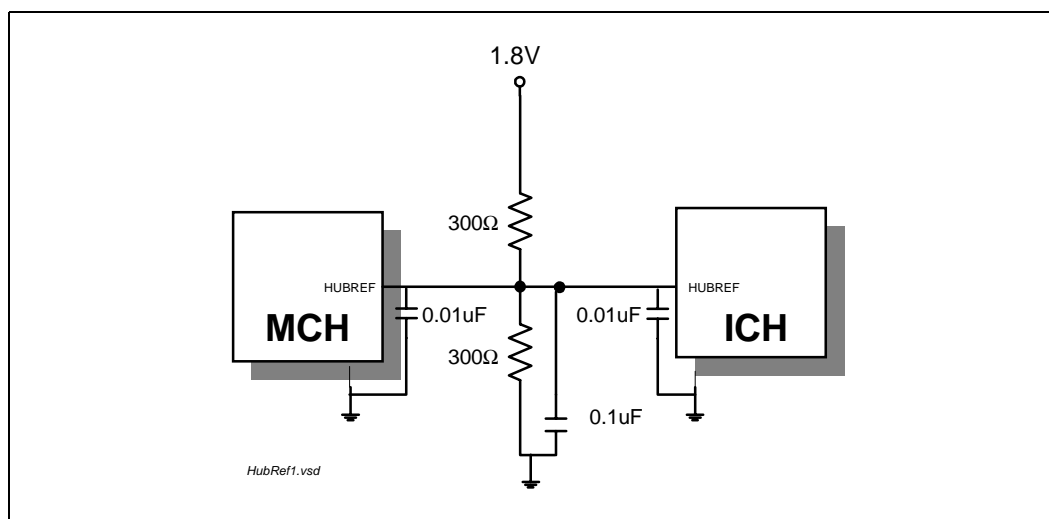 1.8V
300Ω
HUBREF
HUBREF
MCH
0.01uF
0.01uF
ICH
300Ω
0.1uF
HubRef1.vsd